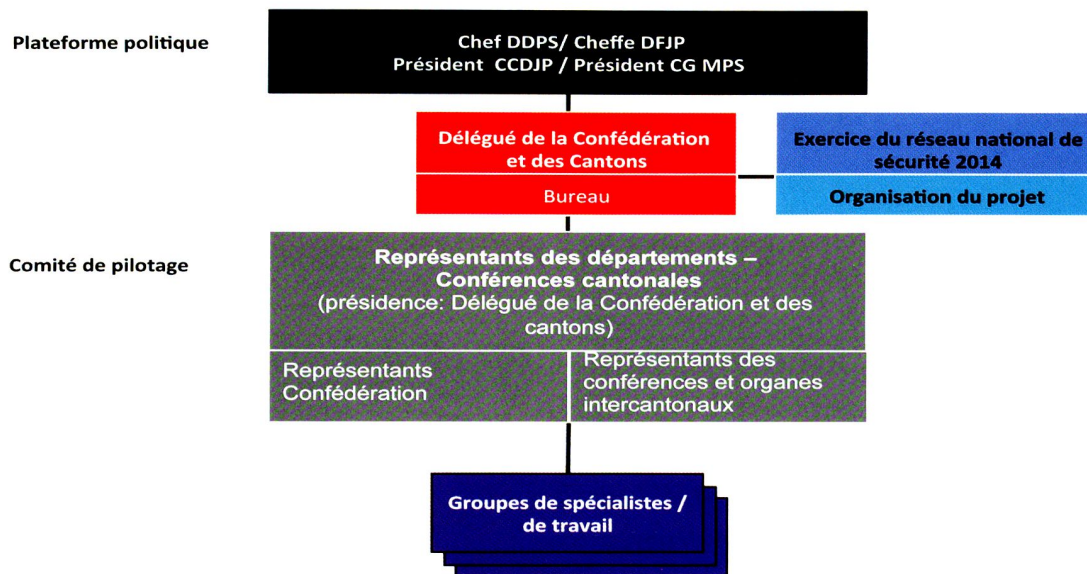 Plateforme politique
Chef DDPS/ Cheffe DFJP
Président CCDJP / Président CG MPS
Délégué de la Confédération
et des Cantons
Bureau
Exercice du réseau national de
sécurité 2014
Organisation du projet
Comité de pilotage
Représentants des départements –
Conférences cantonales
(présidence: Délégué de la Confédération et des
cantons)
Représentants
Confédération
Représentants des
conférences et organes
intercantonaux
Groupes de spécialistes /
de travail